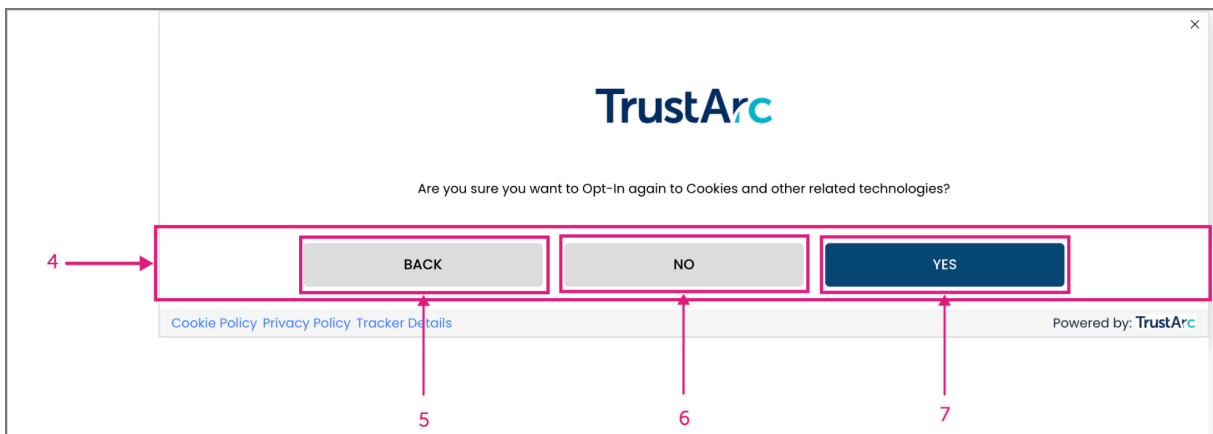 ×
TrustArc
Are you sure you want to Opt-In again to Cookies and other related technologies?
4
BACK NO YES
Cookie Policy Privacy Policy Tracker Details Powered by: TrustArc
5 6 7